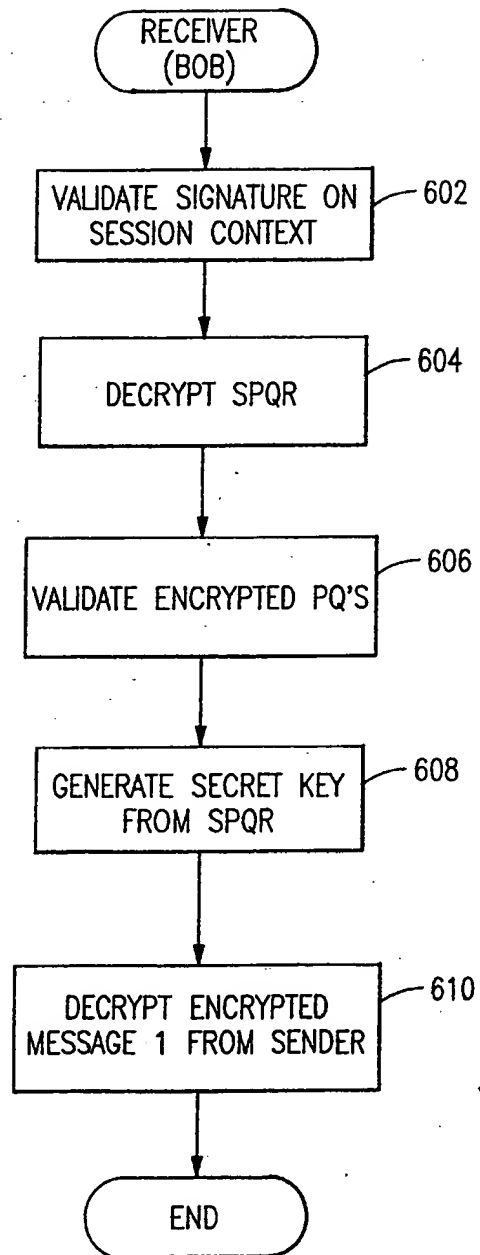 RECEIVER
(BOB)
VALIDATE SIGNATURE ON
SESSION CONTEXT
602
DECRYPT SPQR
604
VALIDATE ENCRYPTED PQ'S
606
GENERATE SECRET KEY
FROM SPQR
608
DECRYPT ENCRYPTED
MESSAGE 1 FROM SENDER
610
END